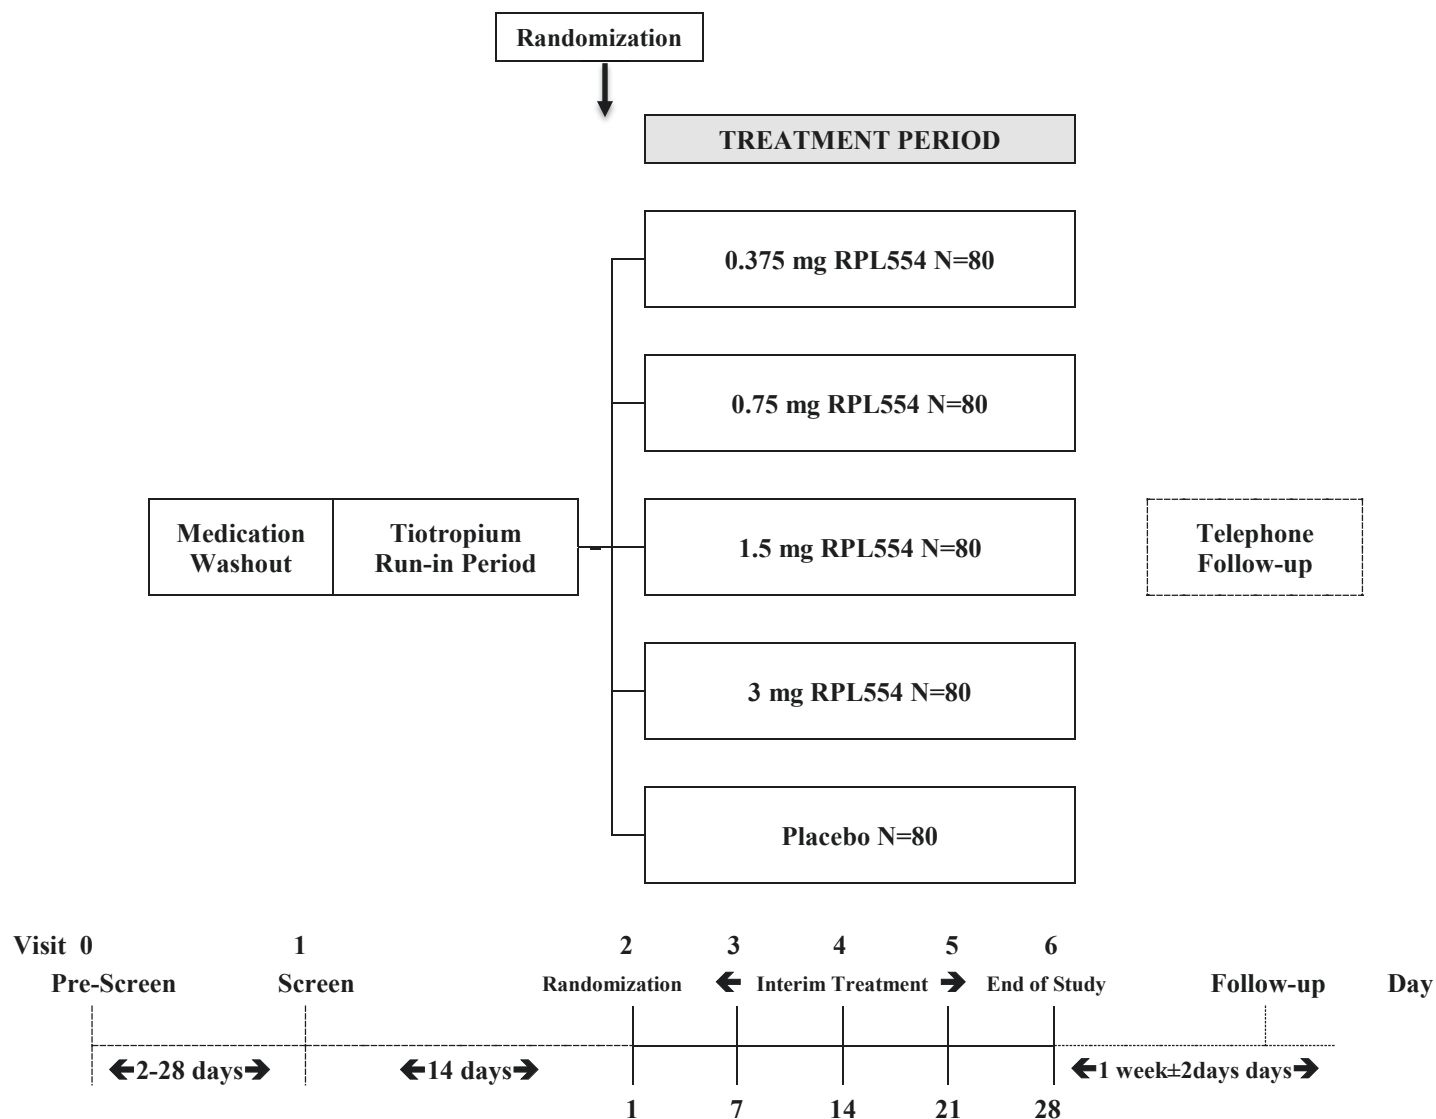 Randomization
TREATMENT PERIOD
0.375 mg RPL554 N=80
0.75 mg RPL554 N=80
Medication
Washout
Tiotropium
Run-in Period
1.5 mg RPL554 N=80
Telephone
Follow-up
3 mg RPL554 N=80
Placebo N=80
Visit 0 1 2 3 4 5 6
Pre-Screen Screen Randomization Interim Treatment End of Study Follow-up Day
2-28 days 14 days 1 week±2days days
1 7 14 21 28